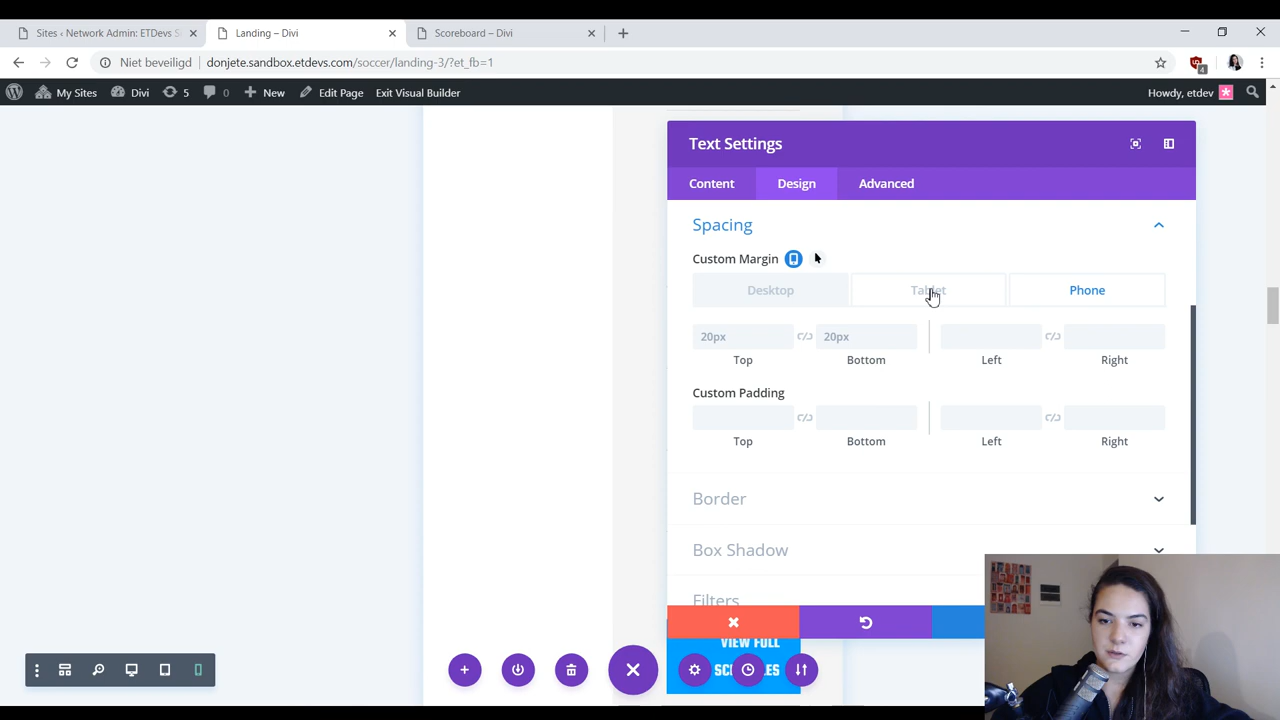 Sites ‹ Network Admin: ETDevs S
Landing – Divi
Scoreboard – Divi
Niet beveiligd
donjete.sandbox.etdevs.com/soccer/landing-3/?et_fb=1
4
My Sites
Divi
5
0
New
Edit Page
Exit Visual Builder
Howdy, etdev
Text Settings
Content
Design
Advanced
Spacing
Custom Margin
Desktop
Tablet
Phone
20px
20px
Top
Bottom
Left
Right
Custom Padding
Top
Bottom
Left
Right
Border
Box Shadow
Filters
VIEW FULL